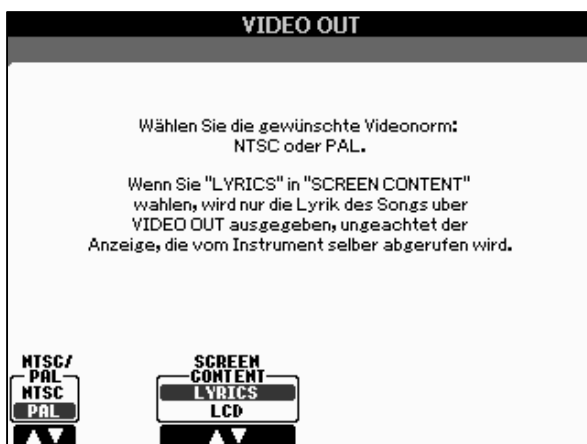 VIDEO OUT
Wählen Sie die gewünschte Videonorm:
NTSC oder PAL.
Wenn Sie "LYRICS" in "SCREEN CONTENT"
wahlen, wird nur die Lyrik des Songs uber
VIDEO OUT ausgegeben, ungeachtet der
Anzeige, die vom Instrument selber abgerufen wird.
NTSC/
PAL
NTSC
PAL
SCREEN
CONTENT
LYRICS
LCD